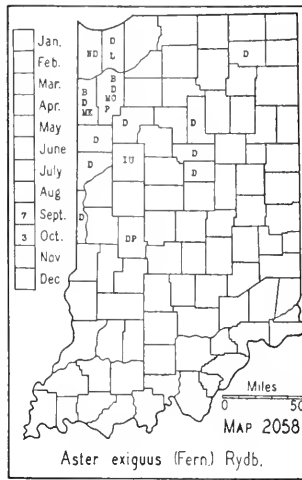 Jan.
Feb.
Mar.
Apr.
May
June
July
Aug
7 Sept.
3 Oct.
Nov
Dec
ND
D
L
D
B
D
MK
B
D
MO
P
D
D
D
IU
D
D
D
D
DP
Miles
0 50
MAP 2058
Aster exiguus (Fern.) Rydb.